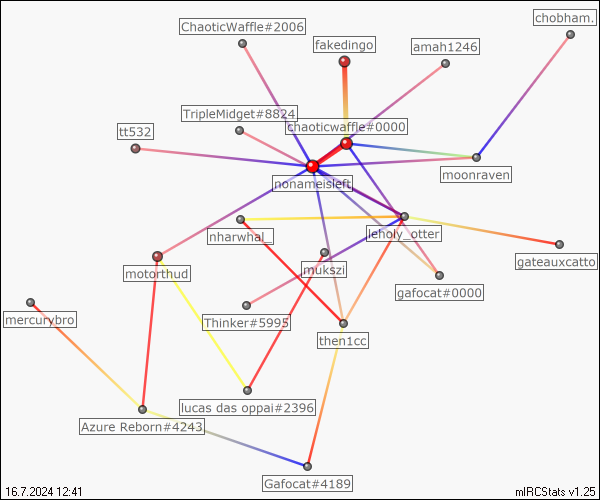 chobham.
ChaoticWaffle#2006
fakedingo
amah1246
TripleMidget#8824
chaoticwaffle#0000
tt532
moonraven
nonameisleft
nharwhal_
leholy_otter
gateauxcatto
motorthud
mukszi
gafocat#0000
mercurybro
Thinker#5995
then1cc
lucas das oppai#2396
Azure Reborn#4243
Gafocat#4189
16.7.2024 12:41
mIRCStats v1.25